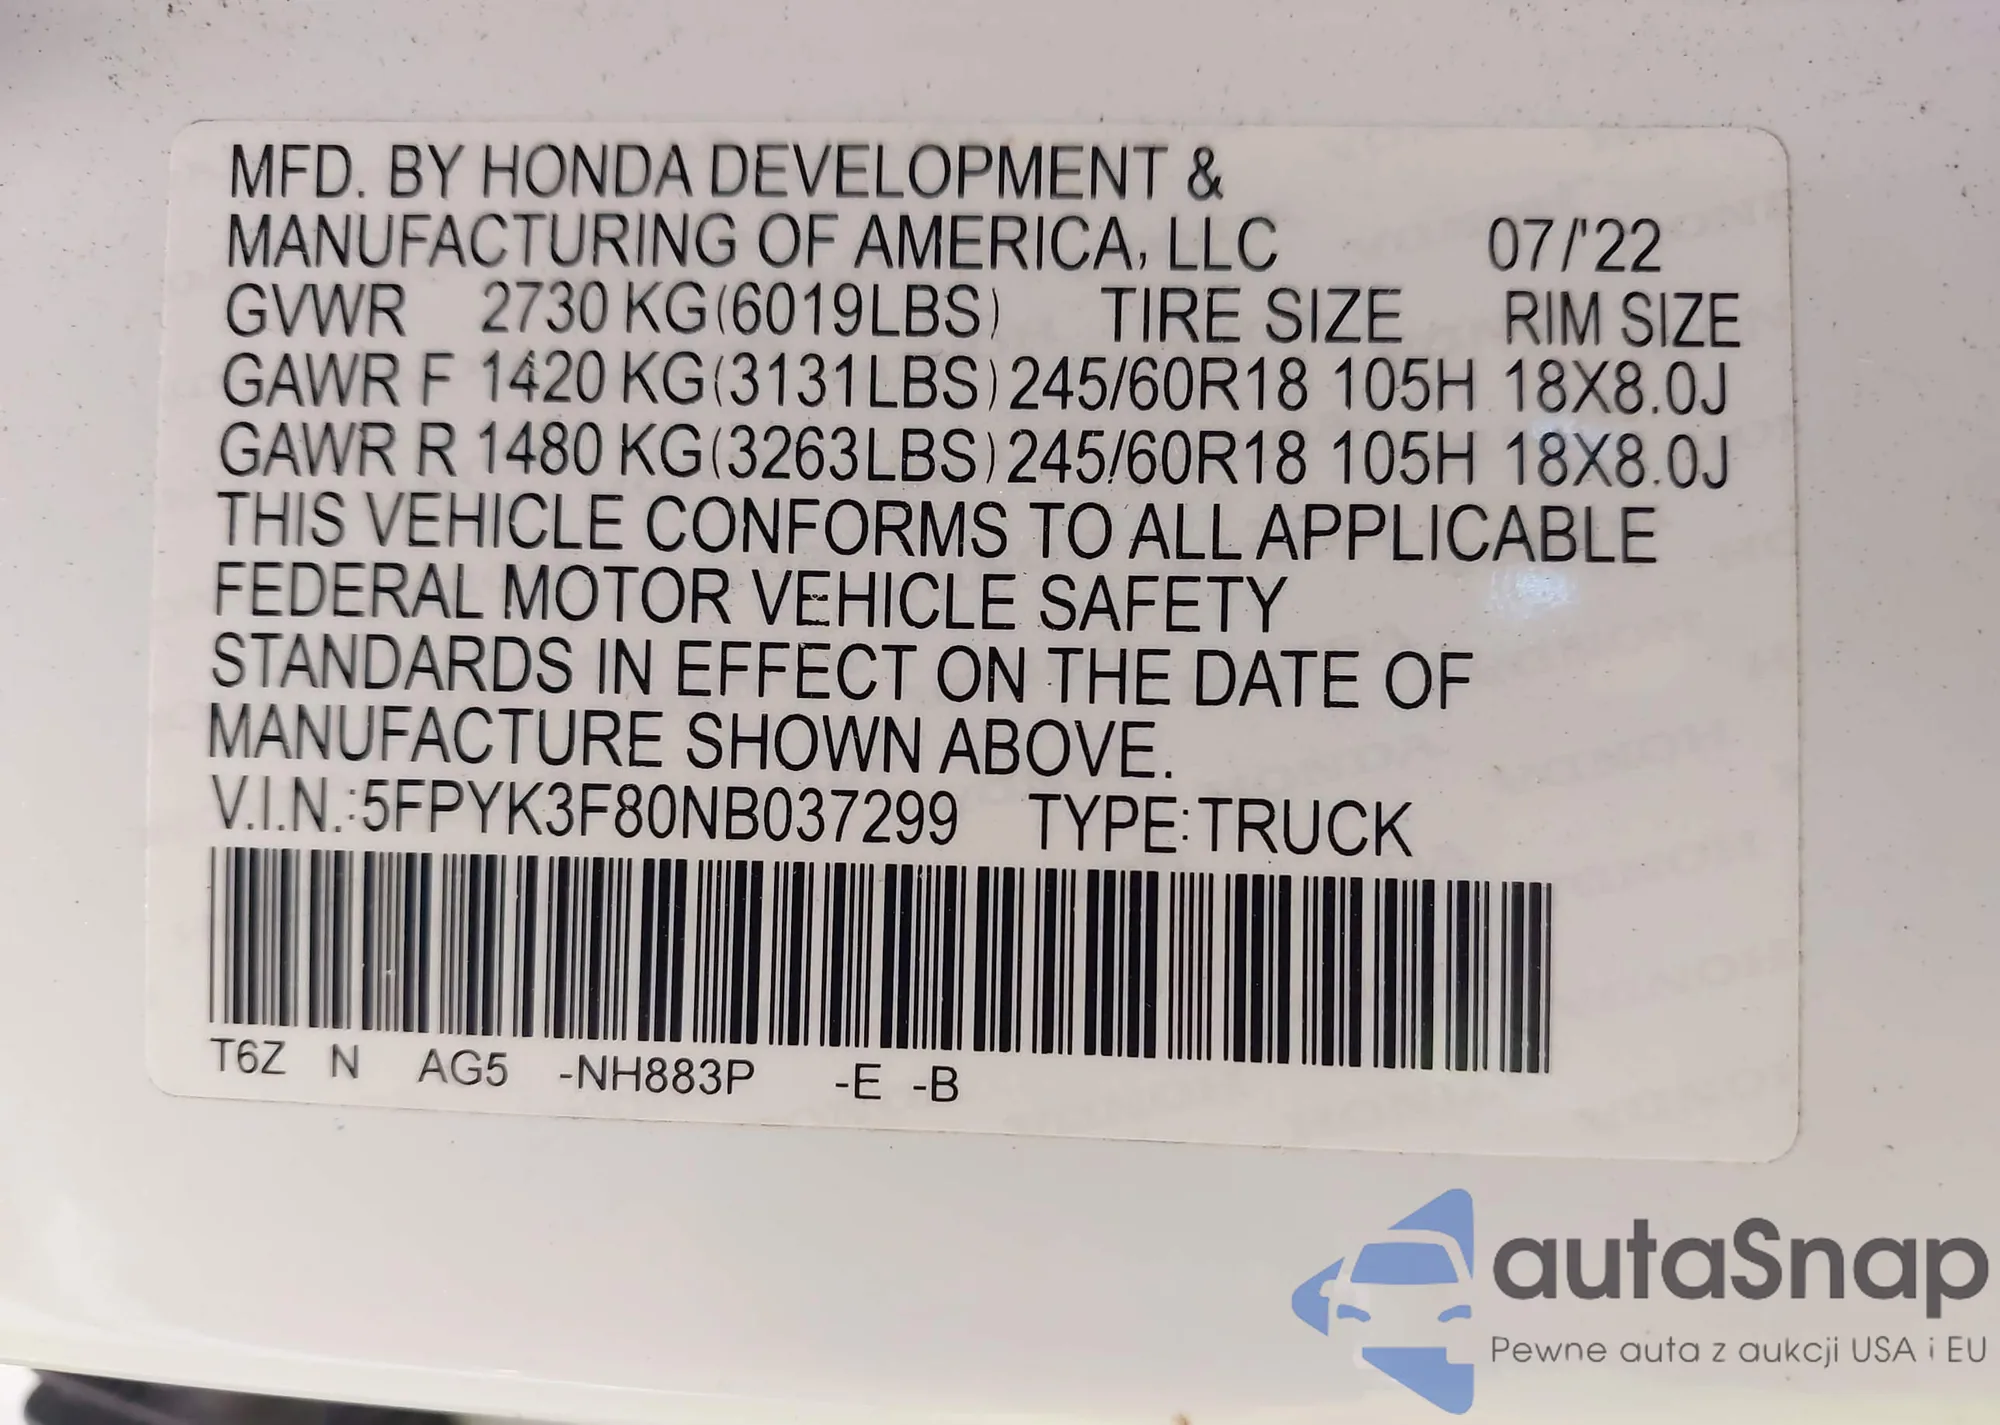 MFD. BY HONDA DEVELOPMENT &
MANUFACTURING OF AMERICA, LLC 07/'22
GVWR 2730 KG(6019LBS) TIRE SIZE RIM SIZE
GAWR F 1420 KG(3131LBS) 245/60R18 105H 18X8.0J
GAWR R 1480 KG(3263LBS) 245/60R18 105H 18X8.0J
THIS VEHICLE CONFORMS TO ALL APPLICABLE
FEDERAL MOTOR VEHICLE SAFETY
STANDARDS IN EFFECT ON THE DATE OF
MANUFACTURE SHOWN ABOVE.
V.I.N.:5FPYK3F80NB037299 TYPE:TRUCK
T6Z N AG5 -NH883P -E -B
autaSnap
Pewne auta z aukcji USA i EU